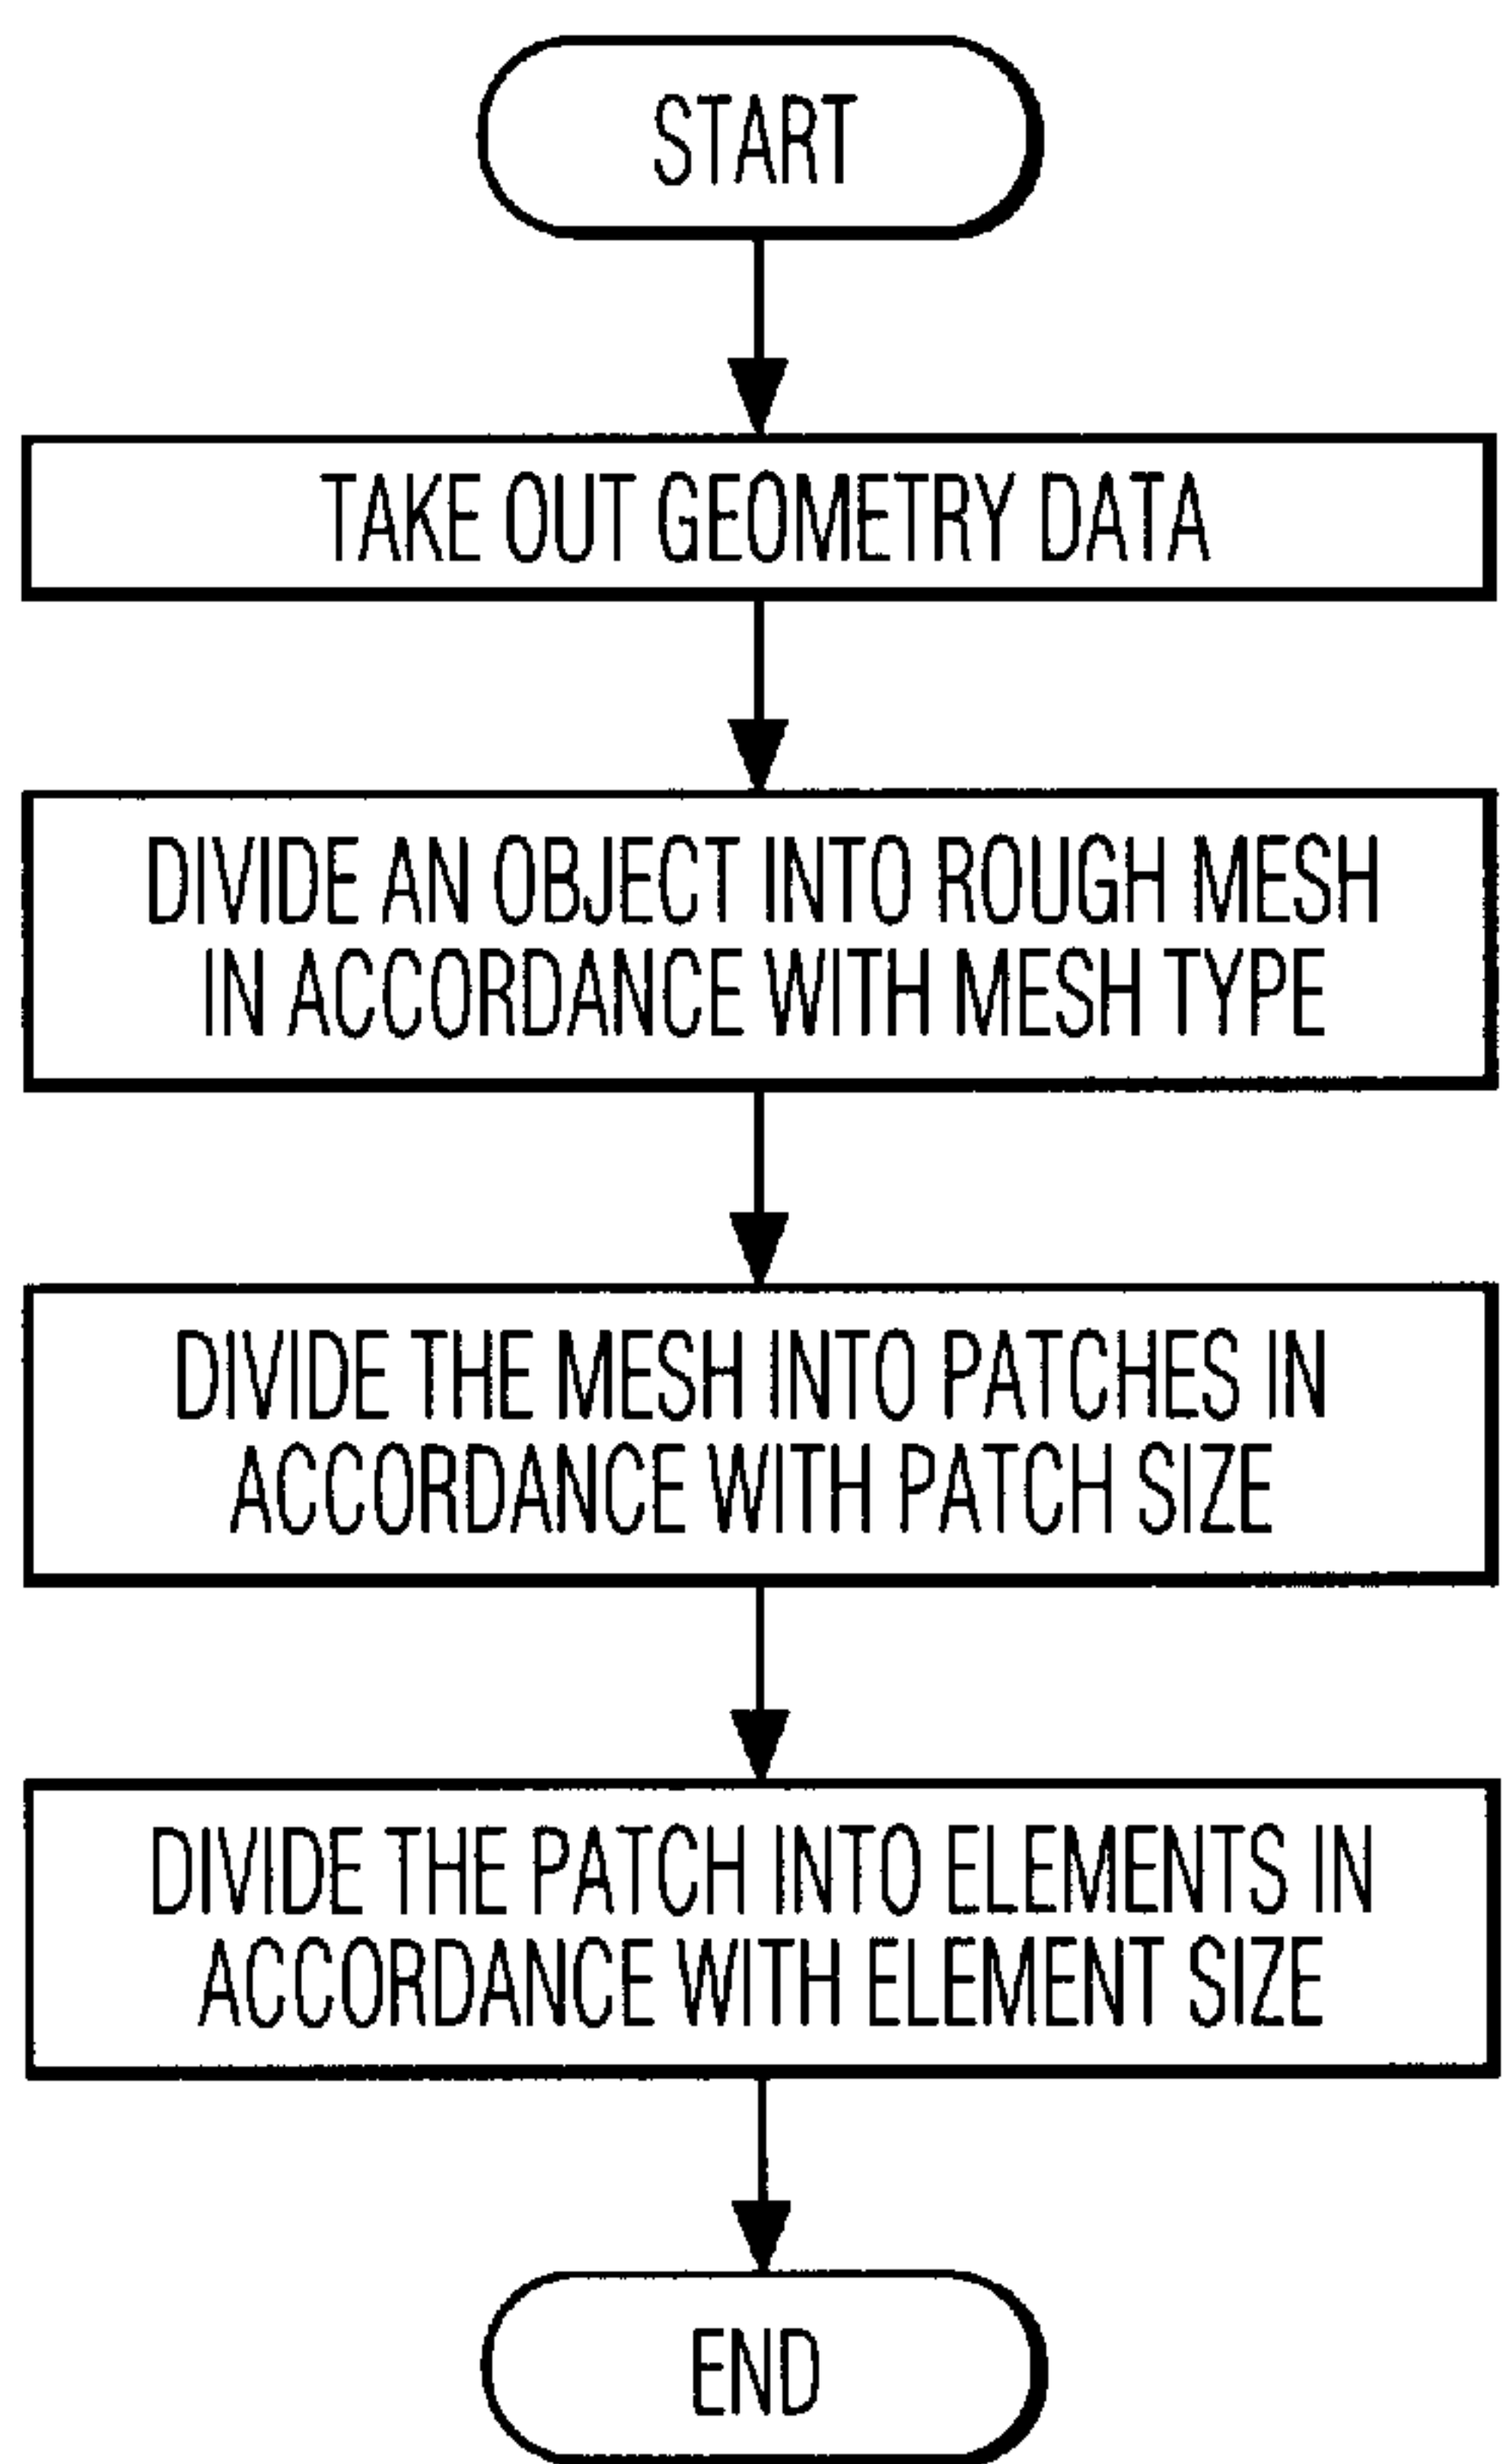 START
TAKE OUT GEOMETRY DATA
DIVIDE AN OBJECT INTO ROUGH MESH
IN ACCORDANCE WITH MESH TYPE
DIVIDE THE MESH INTO PATCHES IN
ACCORDANCE WITH PATCH SIZE
DIVIDE THE PATCH INTO ELEMENTS IN
ACCORDANCE WITH ELEMENT SIZE
END